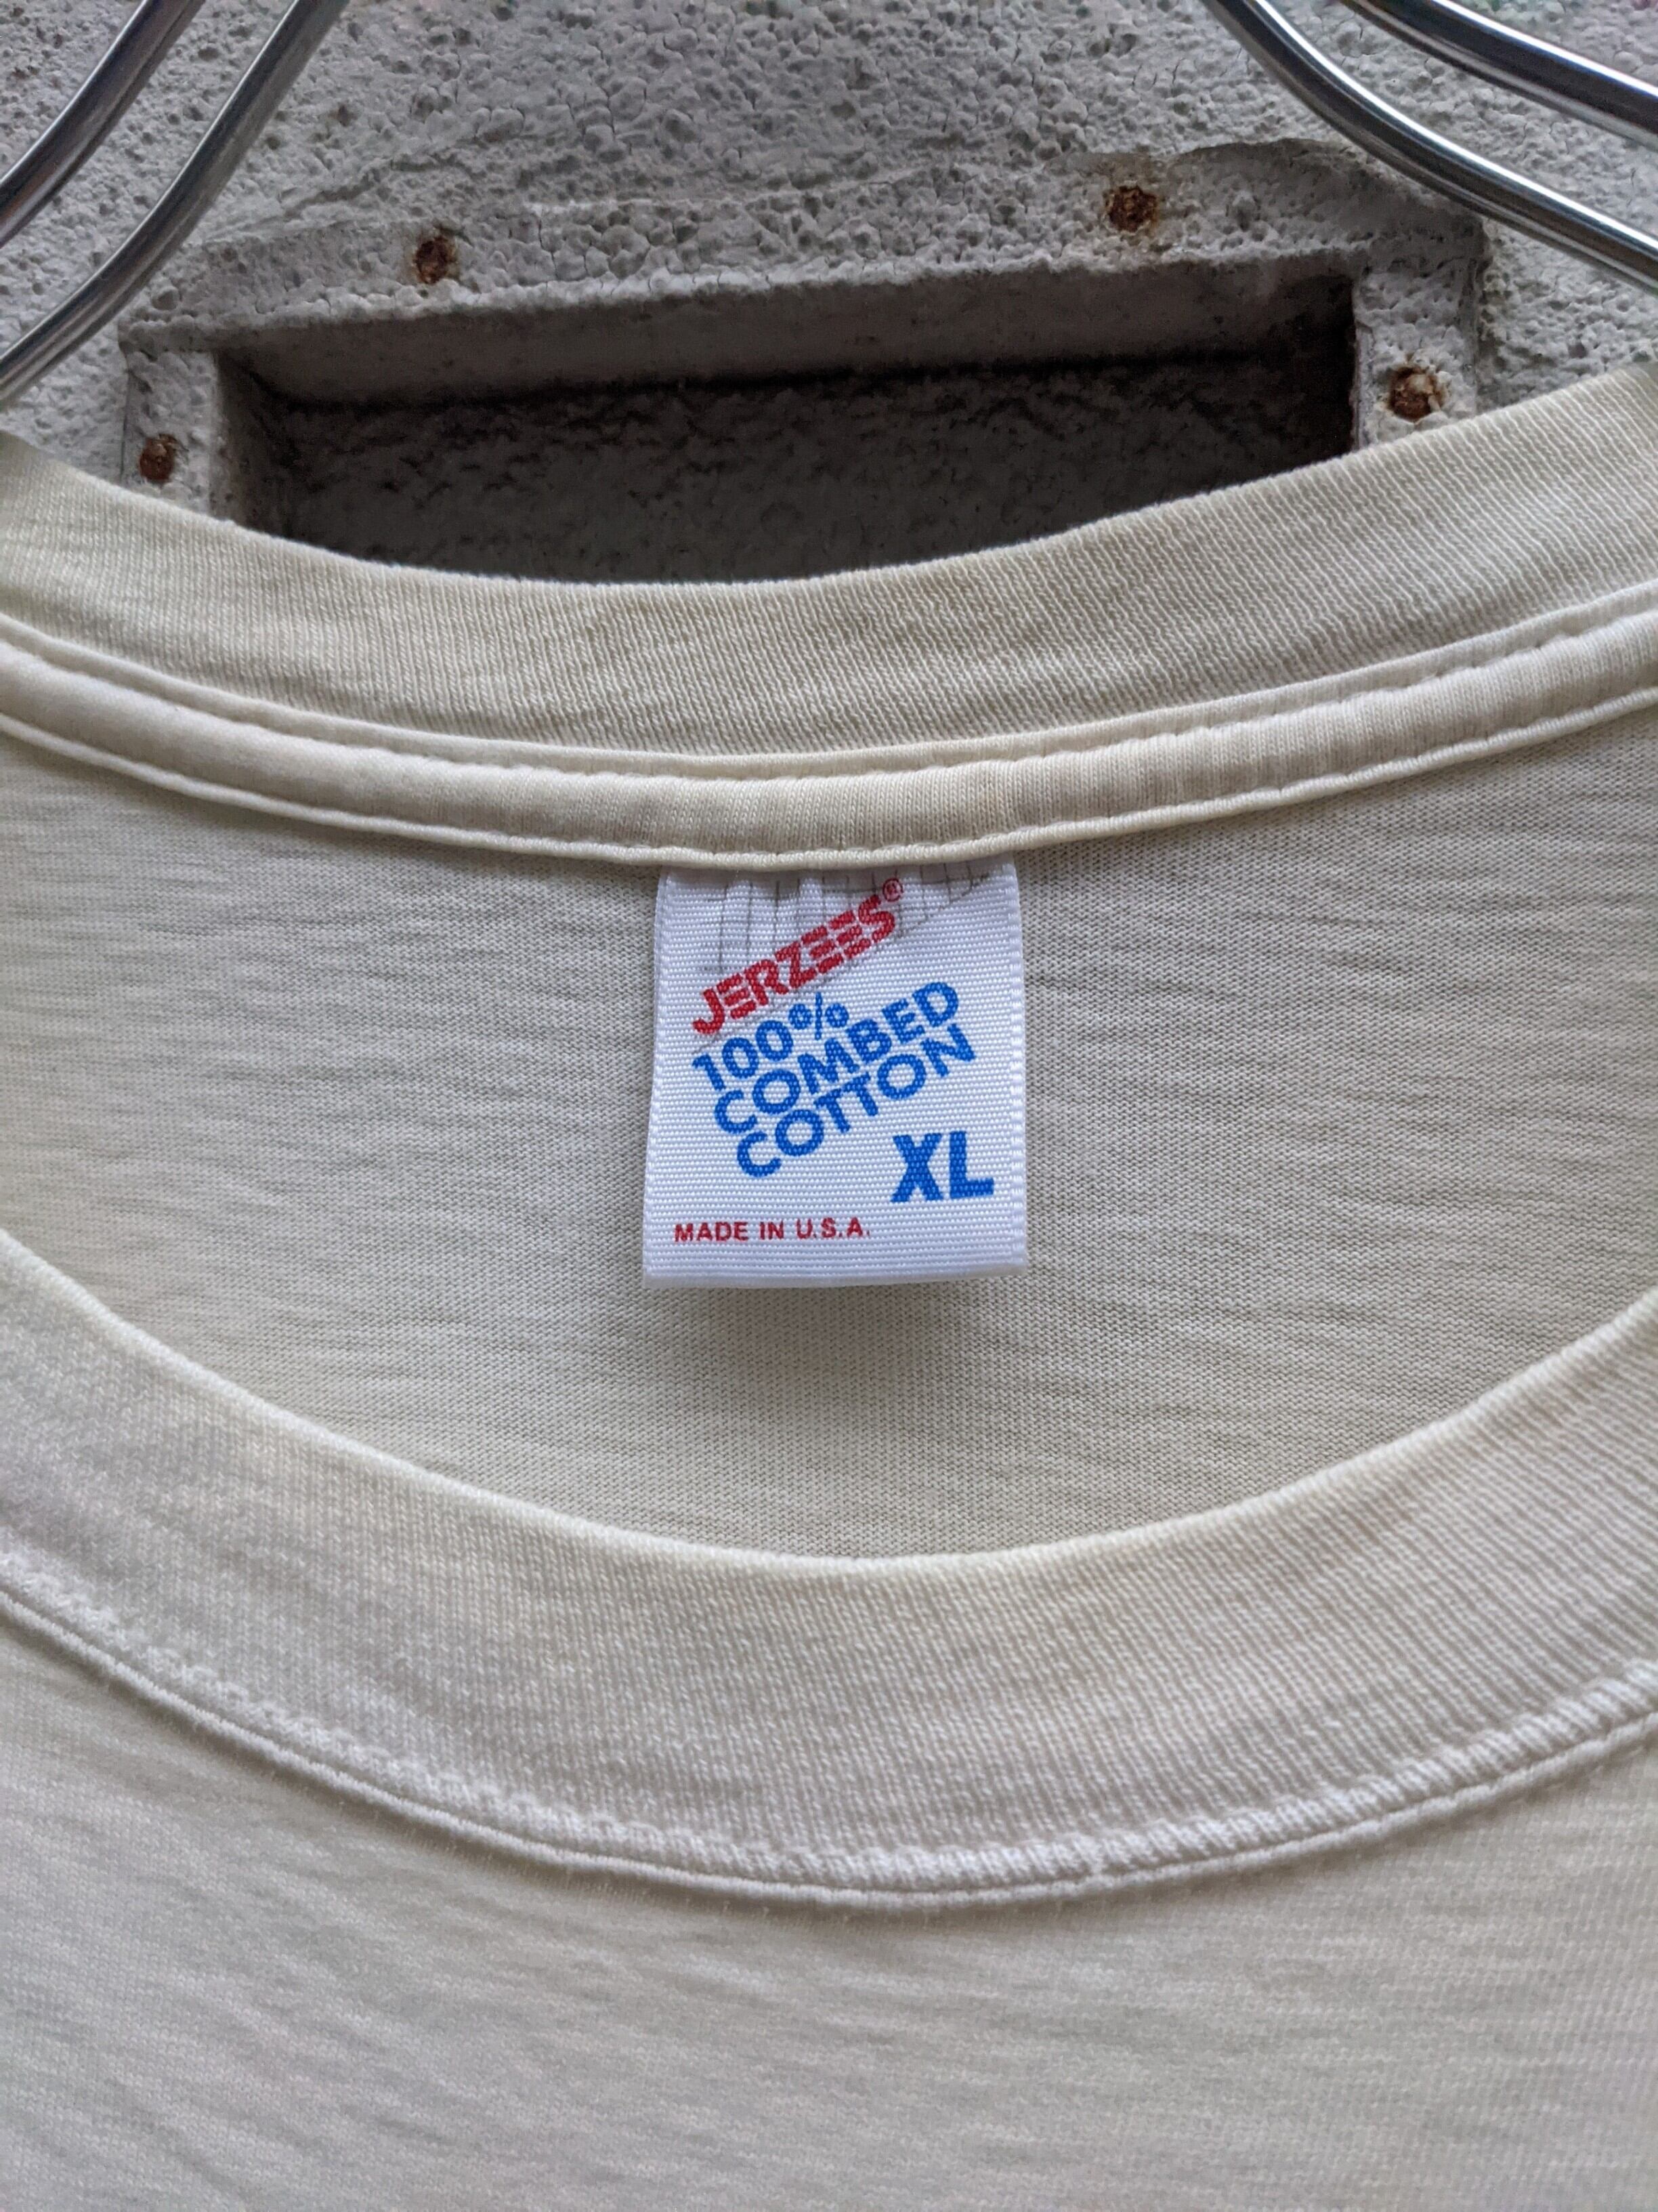 JERZEES®
100%
COMBED
COTTON
XL
MADE IN U.S.A.